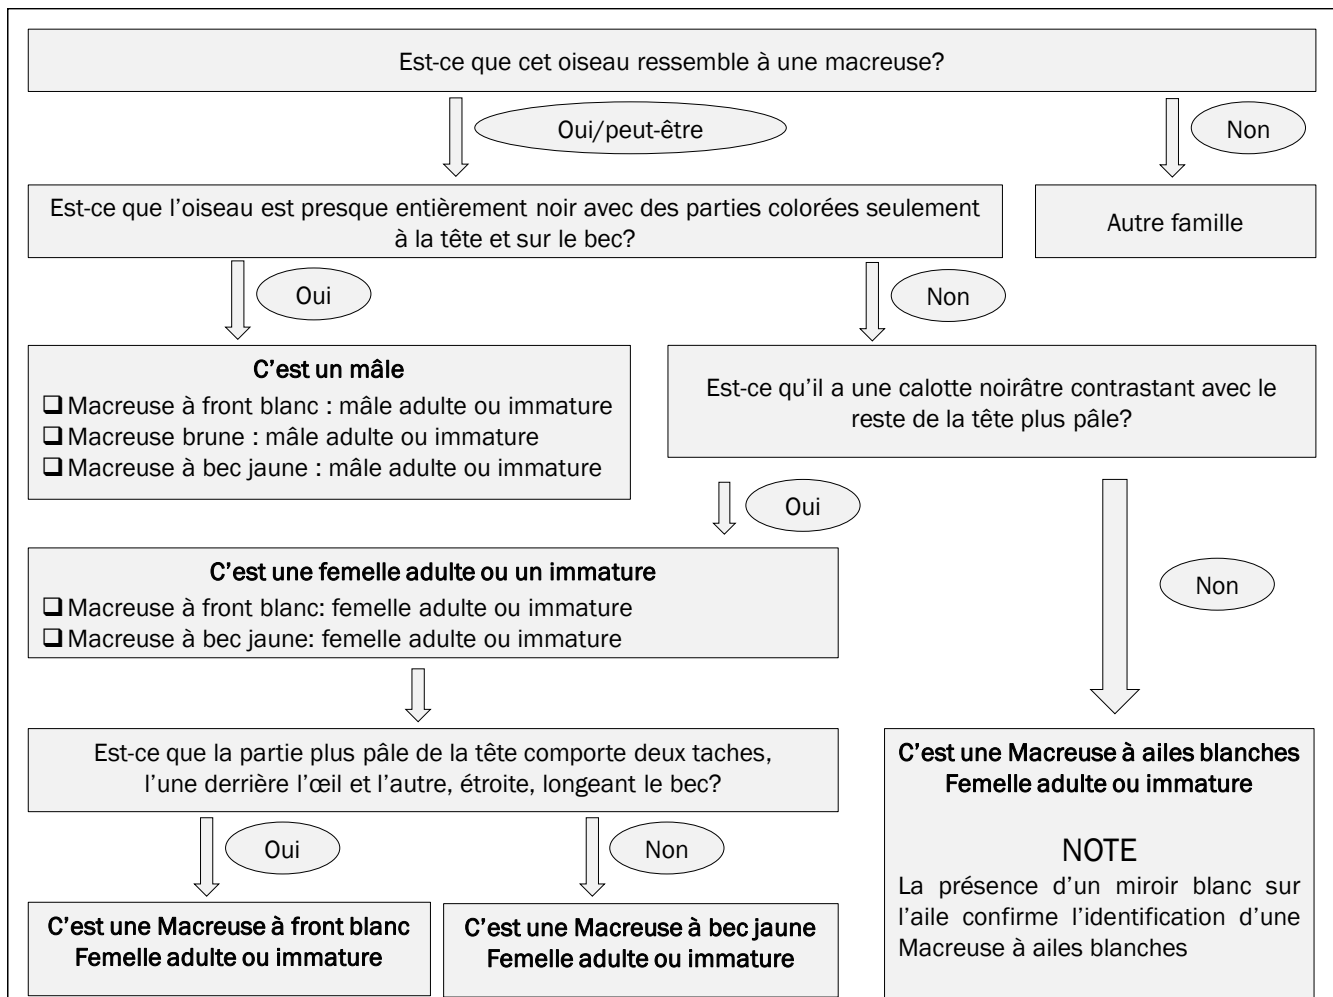 Est-ce que cet oiseau ressemble à une macreuse?
Oui/peut-être
Non
Est-ce que l'oiseau est presque entièrement noir avec des parties colorées seulement
à la tête et sur le bec?
Autre famille
Oui
Non
C'est un mâle
❑ Macreuse à front blanc : mâle adulte ou immature
❑ Macreuse brune : mâle adulte ou immature
❑ Macreuse à bec jaune : mâle adulte ou immature
Est-ce qu'il a une calotte noirâtre contrastant avec le
reste de la tête plus pâle?
Oui
Non
C'est une femelle adulte ou un immature
❑ Macreuse à front blanc: femelle adulte ou immature
❑ Macreuse à bec jaune: femelle adulte ou immature
Est-ce que la partie plus pâle de la tête comporte deux taches,
l'une derrière l'œil et l'autre, étroite, longeant le bec?
Oui
Non
C'est une Macreuse à front blanc
Femelle adulte ou immature
C'est une Macreuse à bec jaune
Femelle adulte ou immature
C'est une Macreuse à ailes blanches
Femelle adulte ou immature
NOTE
La présence d'un miroir blanc sur
l'aile confirme l'identification d'une
Macreuse à ailes blanches